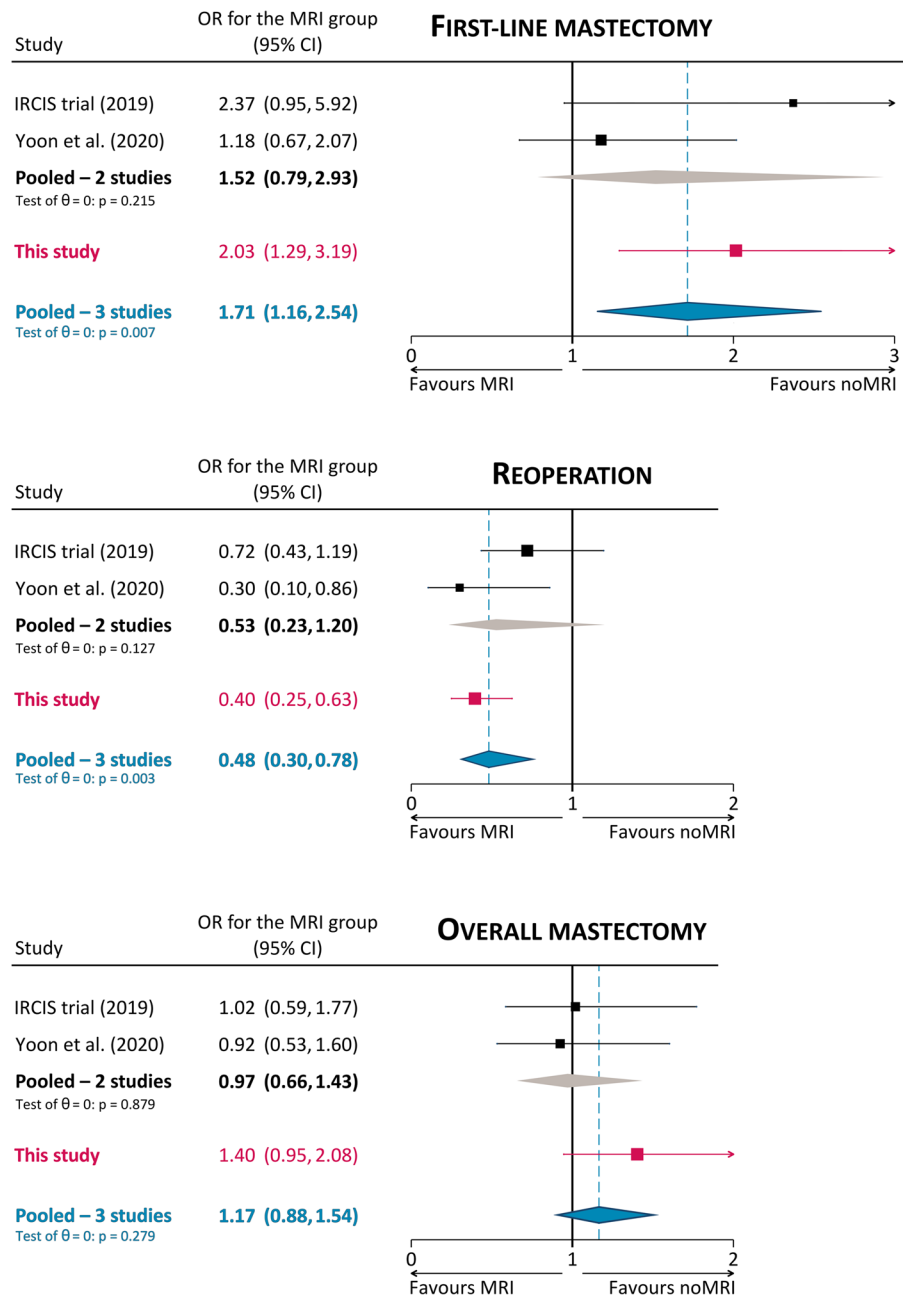 OR for the MRI group
FIRST-LINE MASTECTOMY
Study
(95% CI)
IRCIS trial (2019) 2.37 (0.95, 5.92)
Yoon et al. (2020) 1.18 (0.67, 2.07)
Pooled – 2 studies 1.52 (0.79, 2.93)
Test of θ = 0: p = 0.215
This study 2.03 (1.29, 3.19)
Pooled – 3 studies 1.71 (1.16, 2.54)
Test of θ = 0: p = 0.007
0 1 2 3
Favours MRI Favours noMRI
OR for the MRI group
REOPERATION
Study
(95% CI)
IRCIS trial (2019) 0.72 (0.43, 1.19)
Yoon et al. (2020) 0.30 (0.10, 0.86)
Pooled – 2 studies 0.53 (0.23, 1.20)
Test of θ = 0: p = 0.127
This study 0.40 (0.25, 0.63)
Pooled – 3 studies 0.48 (0.30, 0.78)
Test of θ = 0: p = 0.003
0 1 2
Favours MRI Favours noMRI
OR for the MRI group
OVERALL MASTECTOMY
Study
(95% CI)
IRCIS trial (2019) 1.02 (0.59, 1.77)
Yoon et al. (2020) 0.92 (0.53, 1.60)
Pooled – 2 studies 0.97 (0.66, 1.43)
Test of θ = 0: p = 0.879
This study 1.40 (0.95, 2.08)
Pooled – 3 studies 1.17 (0.88, 1.54)
Test of θ = 0: p = 0.279
0 1 2
Favours MRI Favours noMRI